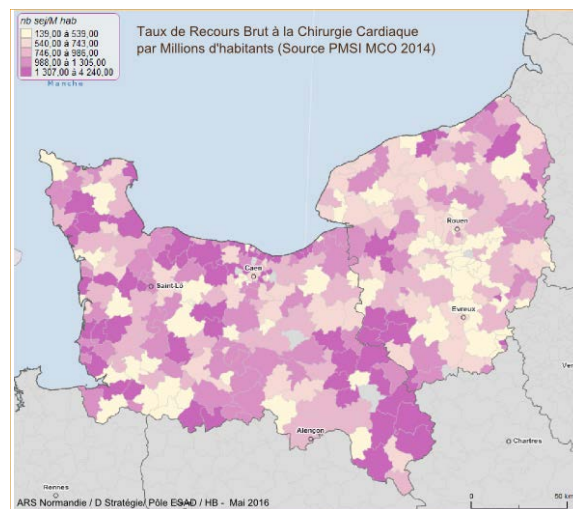 nb sej/M hab
139,00 à 539,00
540,00 à 743,00
746,00 à 986,00
988,00 à 1 305,00
1 307,00 à 4 240,00
Taux de Recours Brut à la Chirurgie Cardiaque
par Millions d'habitants (Source PMSI MCO 2014)
Manche
Rouen
Caen
Saint-Lô
Evreux
Alençon
Chartres
Rennes
ARS Normandie / D Stratégie/ Pôle ESAD / HB - Mai 2016
0 50 km